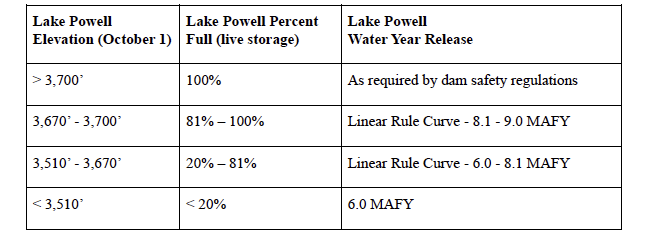 Lake Powell
Elevation (October 1)
Lake Powell Percent
Full (live storage)
Lake Powell
Water Year Release
> 3,700’
100%
As required by dam safety regulations
3,670’ - 3,700’
81% – 100%
Linear Rule Curve - 8.1 - 9.0 MAFY
3,510’ - 3,670’
20% – 81%
Linear Rule Curve - 6.0 - 8.1 MAFY
< 3,510’
< 20%
6.0 MAFY